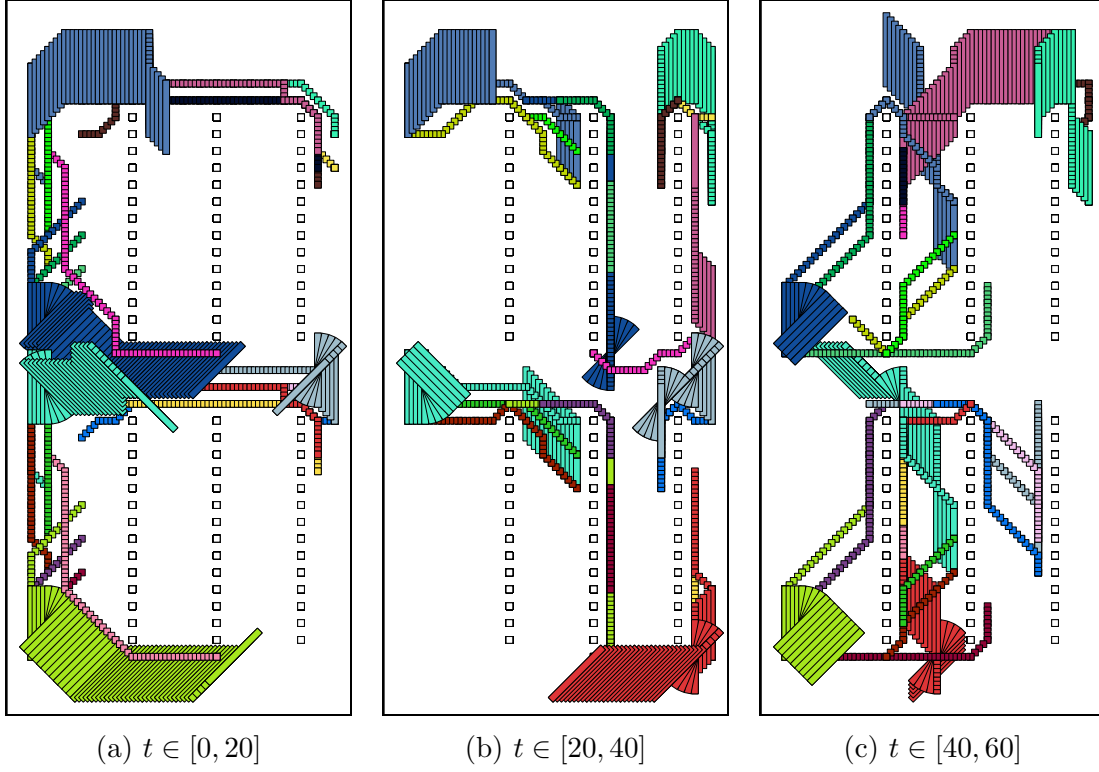 (a) t ∈ [0, 20]
(b) t ∈ [20, 40]
(c) t ∈ [40, 60]